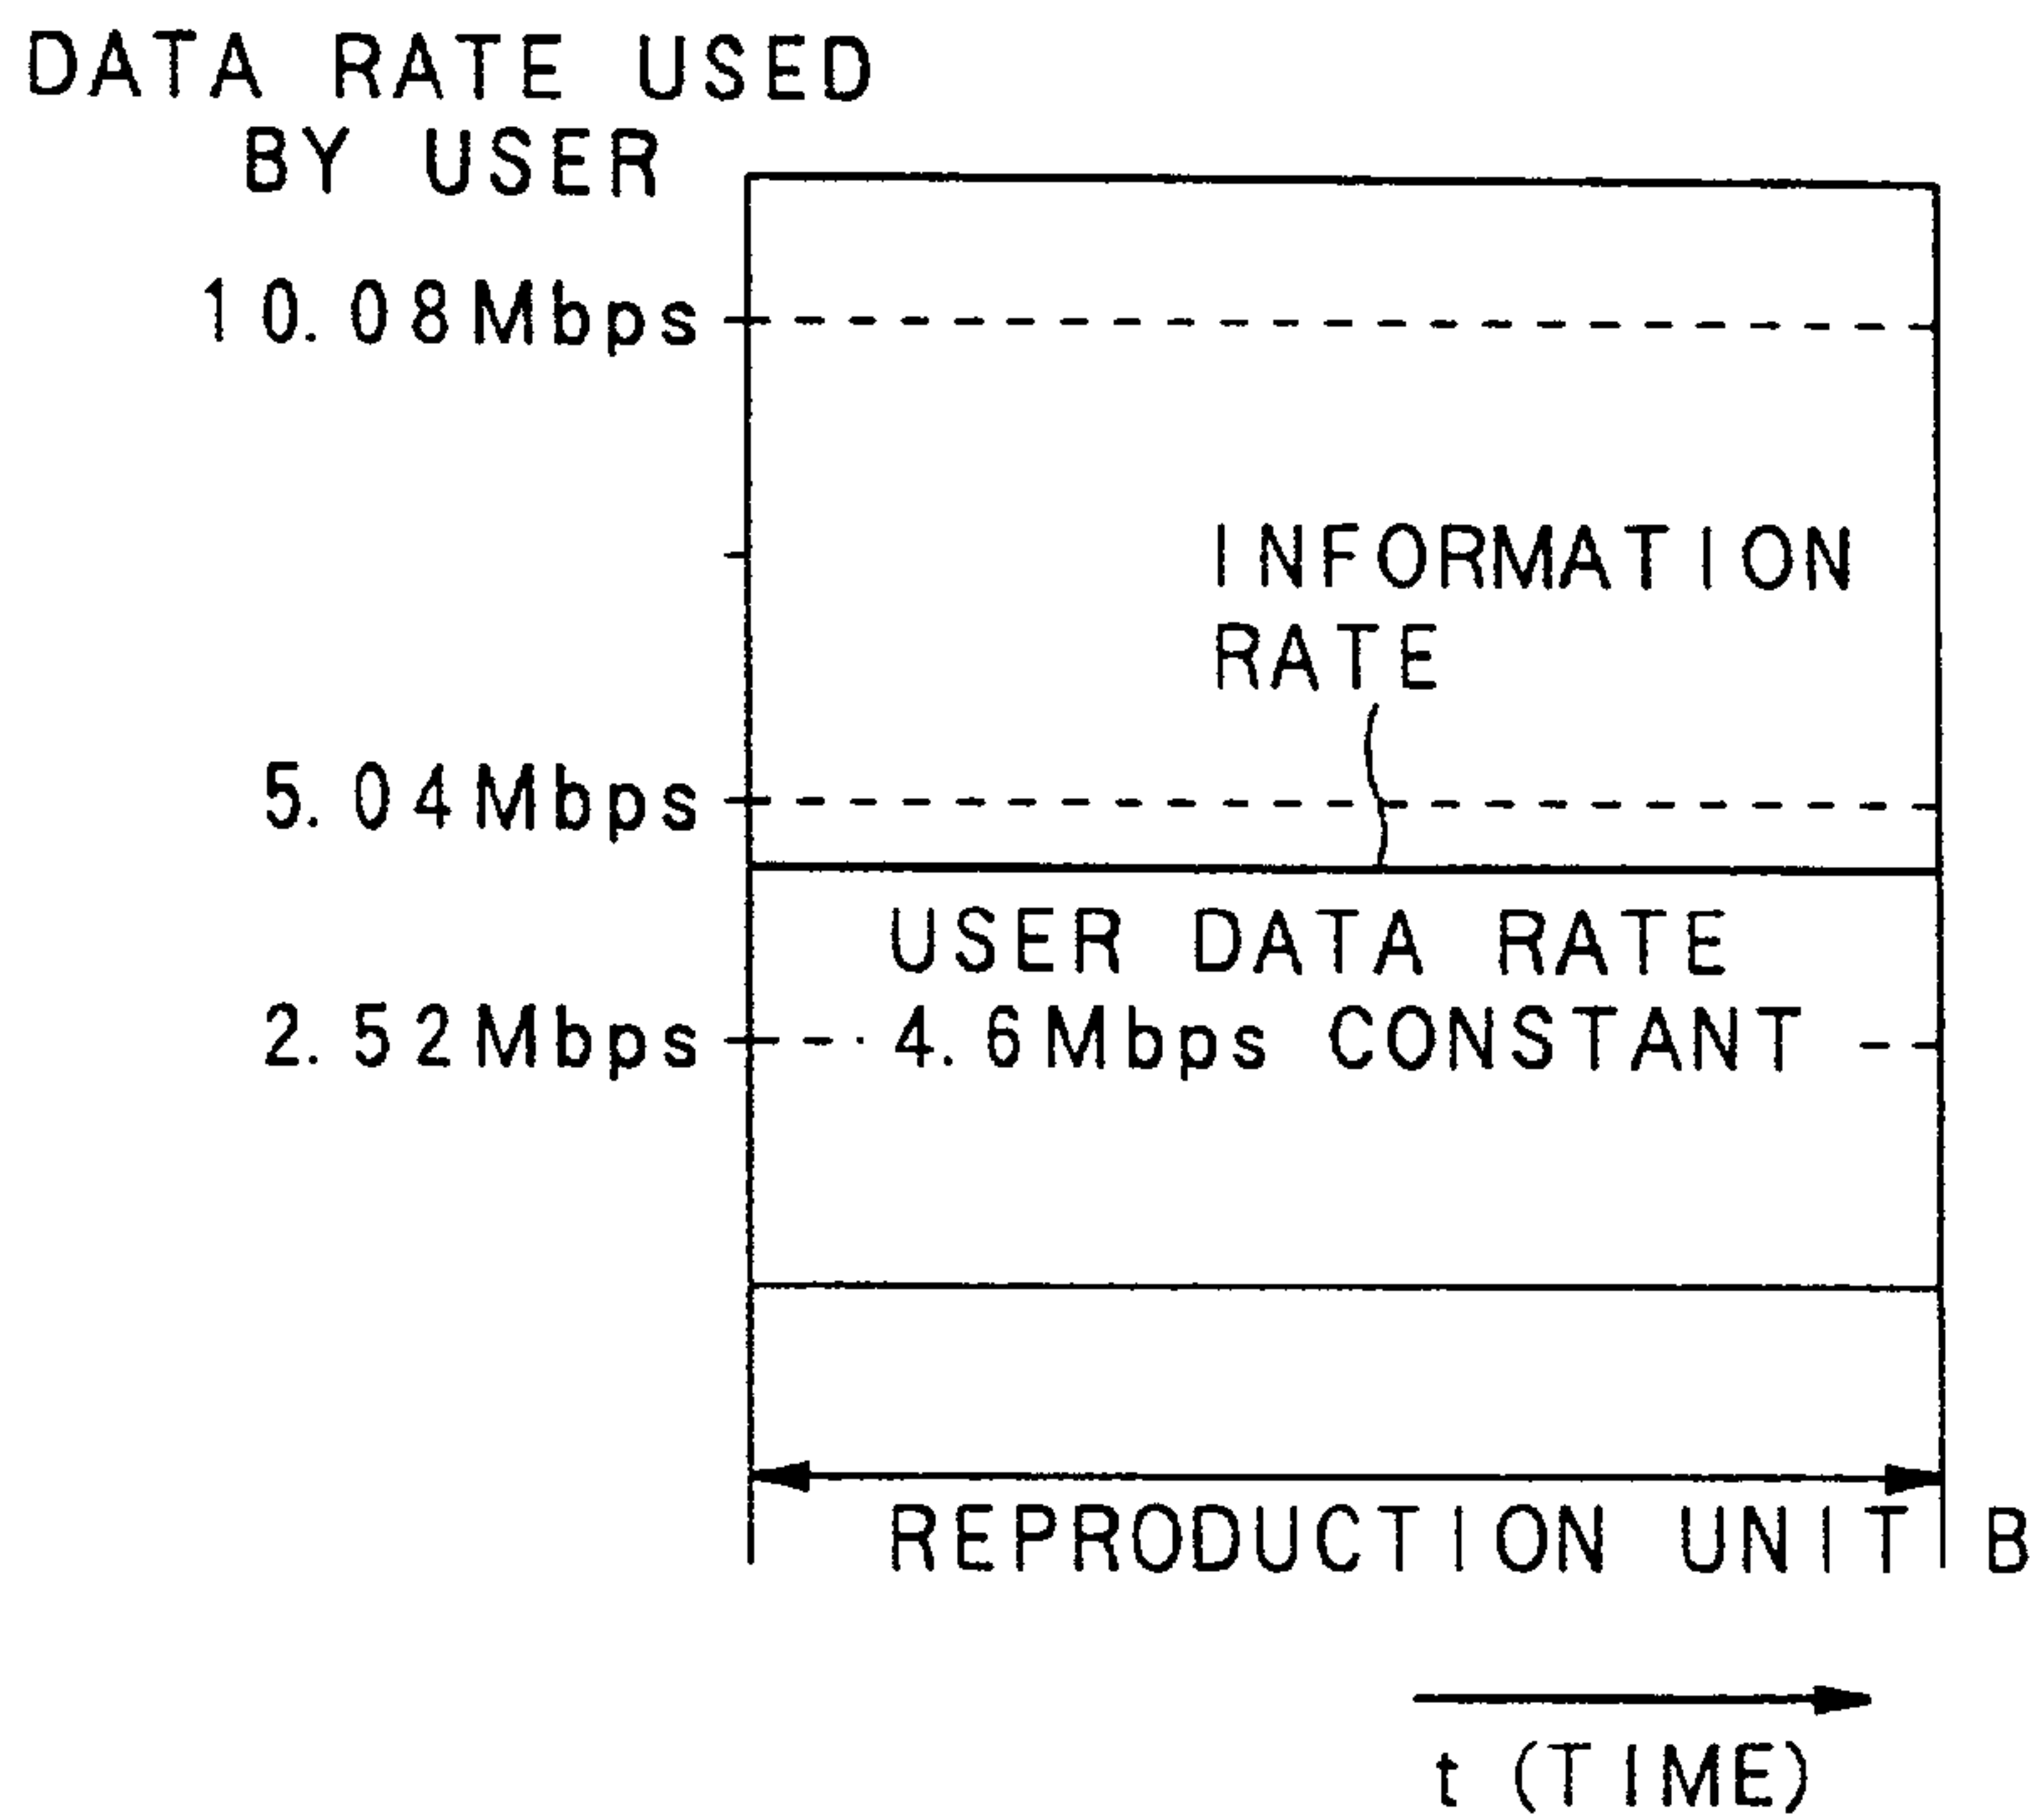 DATA RATE USED
BY USER
10.08Mbps
INFORMATION
RATE
5.04Mbps
USER DATA RATE
2.52Mbps
4.6Mbps CONSTANT
REPRODUCTION UNIT B
t (TIME)